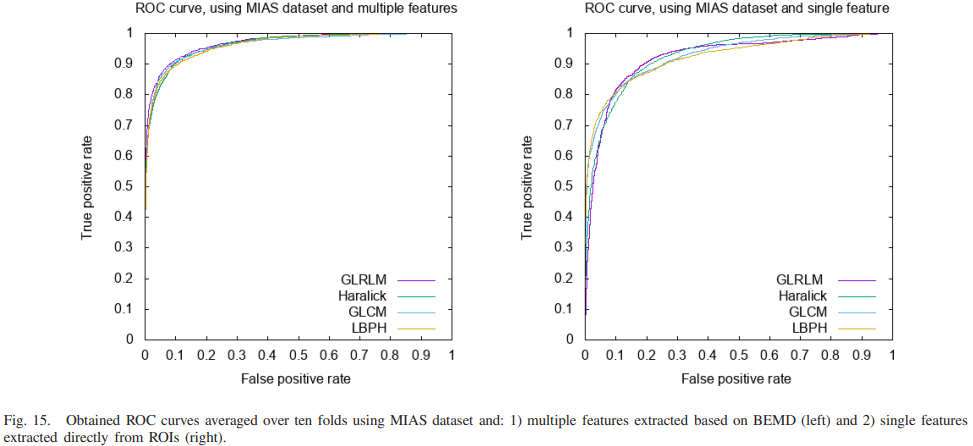 ROC curve, using MIAS dataset and multiple features
1
0.9
0.8
0.7
0.6
0.5
0.4
0.3
0.2
0.1
0
True positive rate
GLRLM
Haralick
GLCM
LBPH
0 0.1 0.2 0.3 0.4 0.5 0.6 0.7 0.8 0.9 1
False positive rate
ROC curve, using MIAS dataset and single feature
1
0.9
0.8
0.7
0.6
0.5
0.4
0.3
0.2
0.1
0
True positive rate
GLRLM
Haralick
GLCM
LBPH
0 0.1 0.2 0.3 0.4 0.5 0.6 0.7 0.8 0.9 1
False positive rate
Fig. 15. Obtained ROC curves averaged over ten folds using MIAS dataset and: 1) multiple features extracted based on BEMD (left) and 2) single features
extracted directly from ROIs (right).